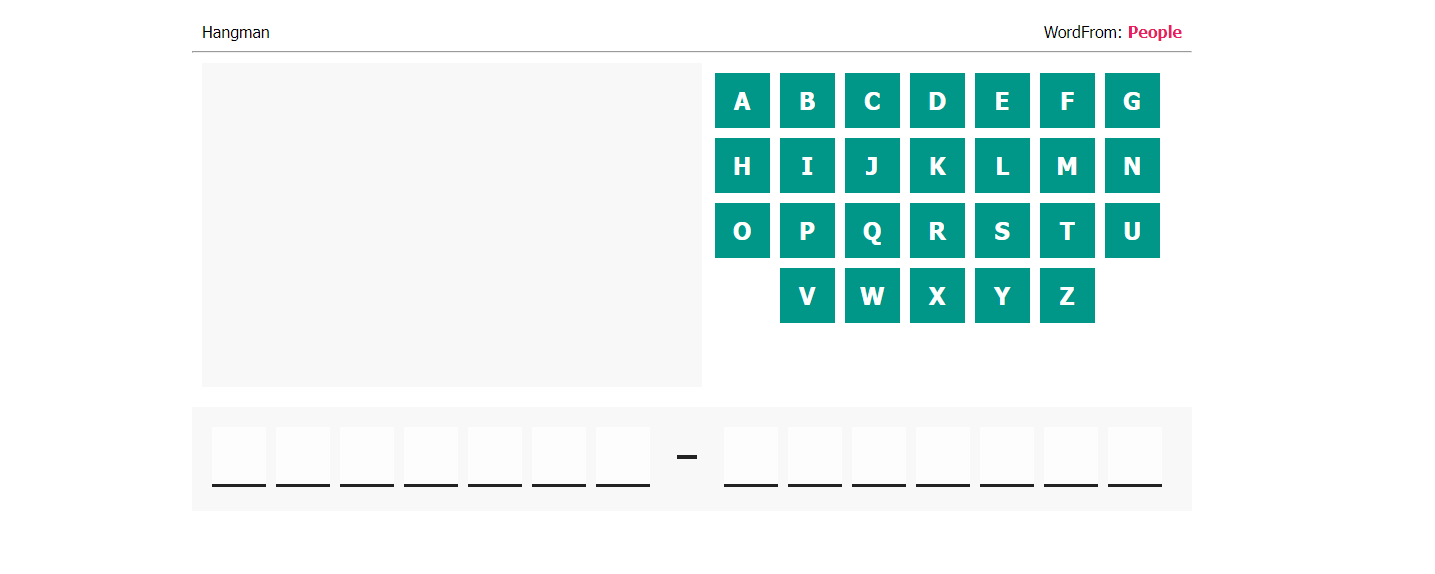 Hangman
WordFrom: People
A B C D E F G
H I J K L M N
O P Q R S T U
V W X Y Z
-